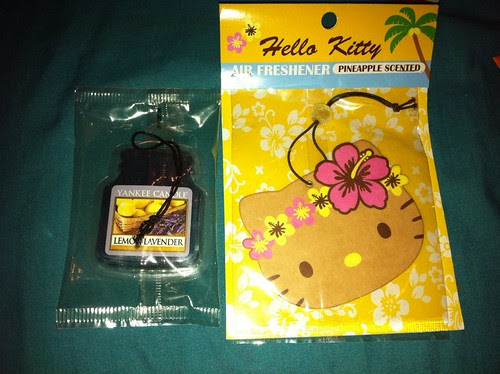 Hello Kitty
AIR FRESHENER PINEAPPLE SCENTED
YANKEE CANDLE
LEMON LAVENDER